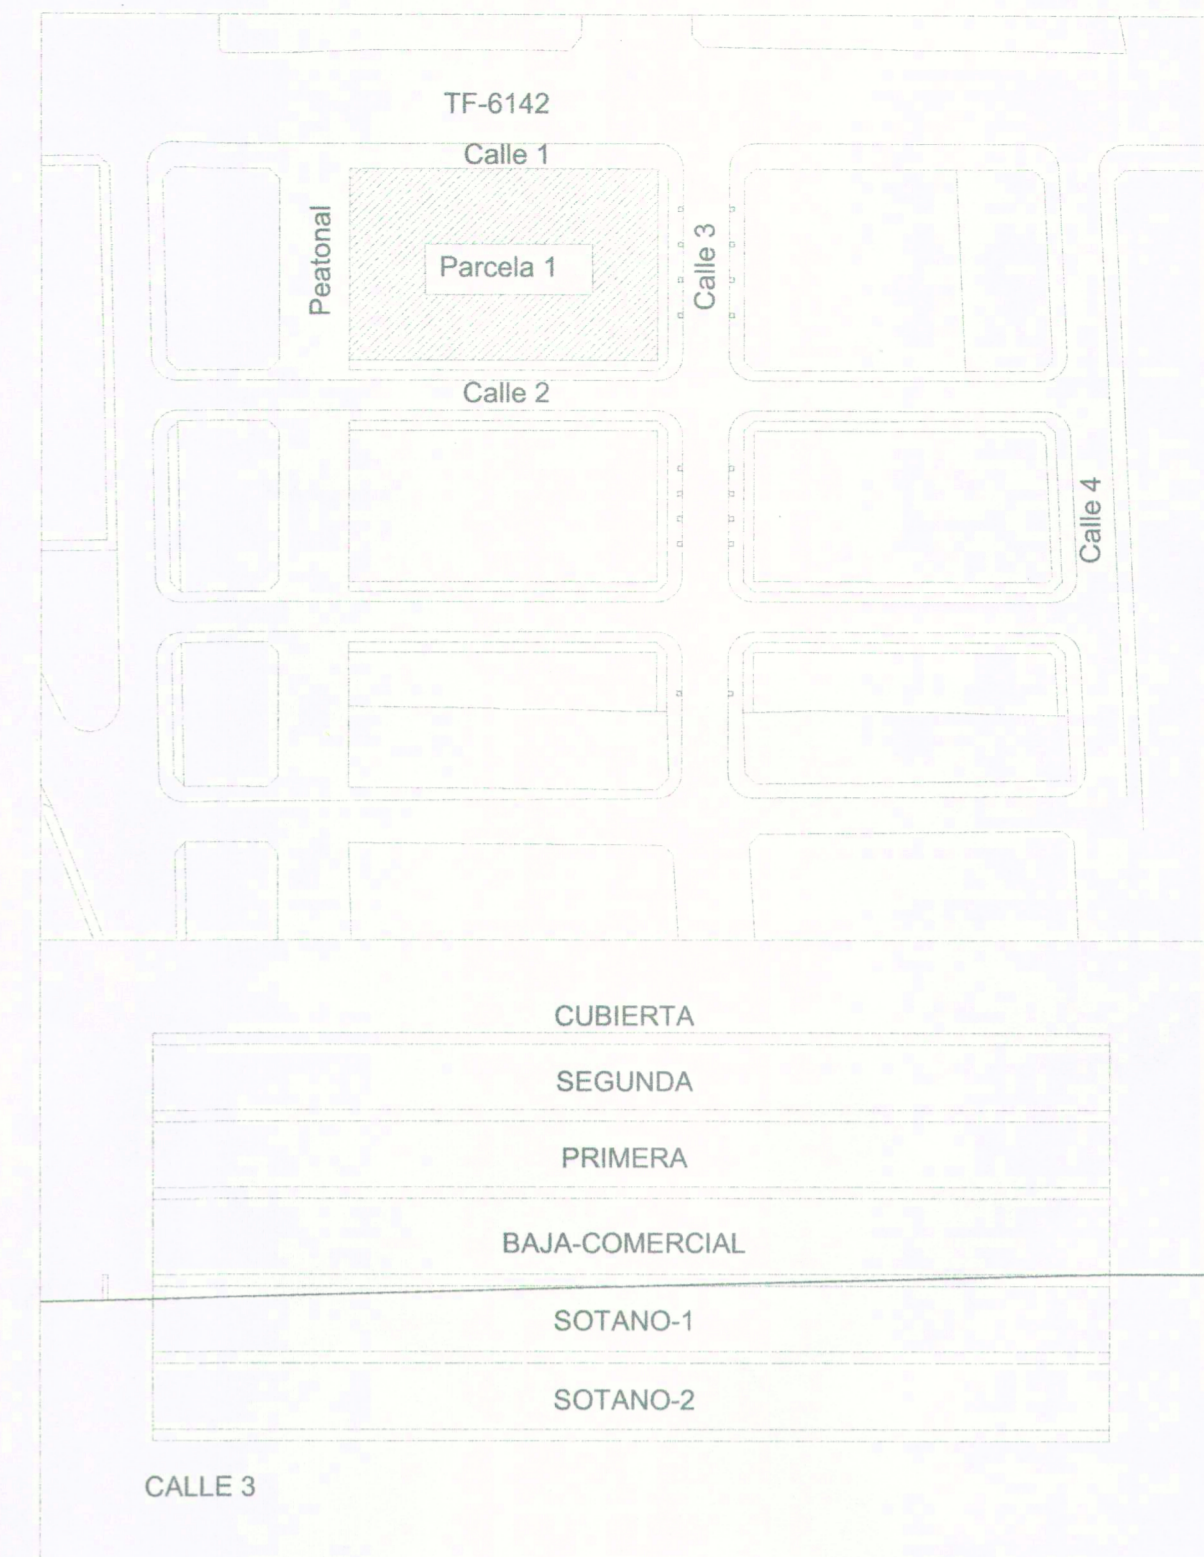 TF-6142
Calle 1
Peatonal
Parcela 1
Calle 3
Calle 2
Calle 4
CUBIERTA
SEGUNDA
PRIMERA
BAJA-COMERCIAL
SOTANO-1
SOTANO-2
CALLE 3